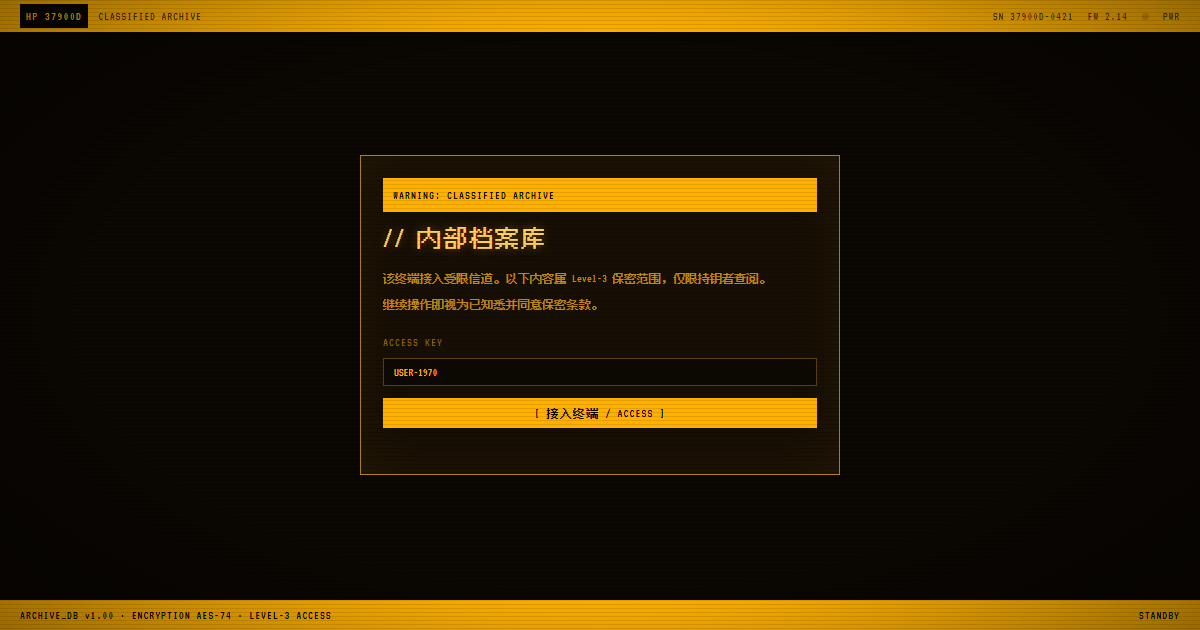 HP 37900D CLASSIFIED ARCHIVE SN 37900D-0421 FW 2.14 PWR
WARNING: CLASSIFIED ARCHIVE
// 内部档案库
该终端接入受限信道。以下内容属 Level-3 保密范围，仅限持钥者查阅。
继续操作即视为已知悉并同意保密条款。
ACCESS KEY
USER-1970
[ 接入终端 / ACCESS ]
ARCHIVE_DB v1.00 · ENCRYPTION AES-74 · LEVEL-3 ACCESS STANDBY